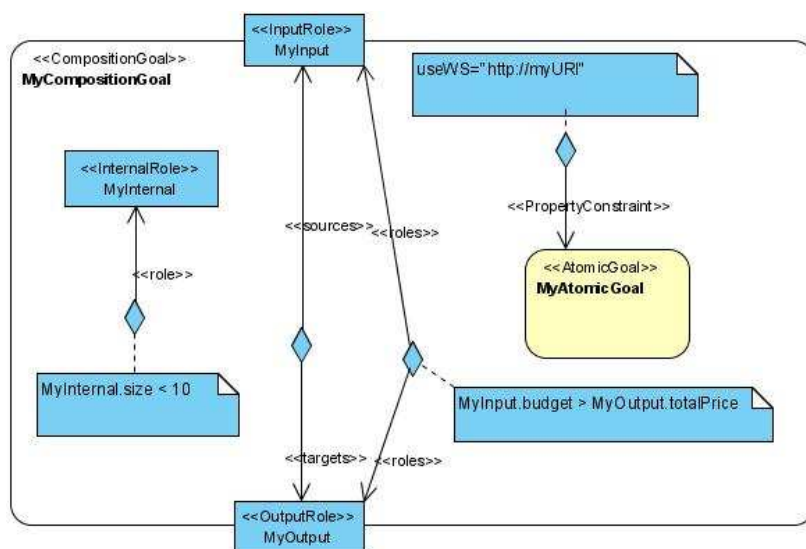 <<InputRole>>
MyInput
<<CompositionGoal>>
MyCompositionGoal
useWS="http://myURI"
<<InternalRole>>
MyInternal
<<PropertyConstraint>>
<<sources>>
<<roles>>
<<role>>
<<AtomicGoal>>
MyAtomicGoal
MyInternal.size < 10
MyInput.budget > MyOutput.totalPrice
<<targets>>
<<roles>>
<<OutputRole>>
MyOutput